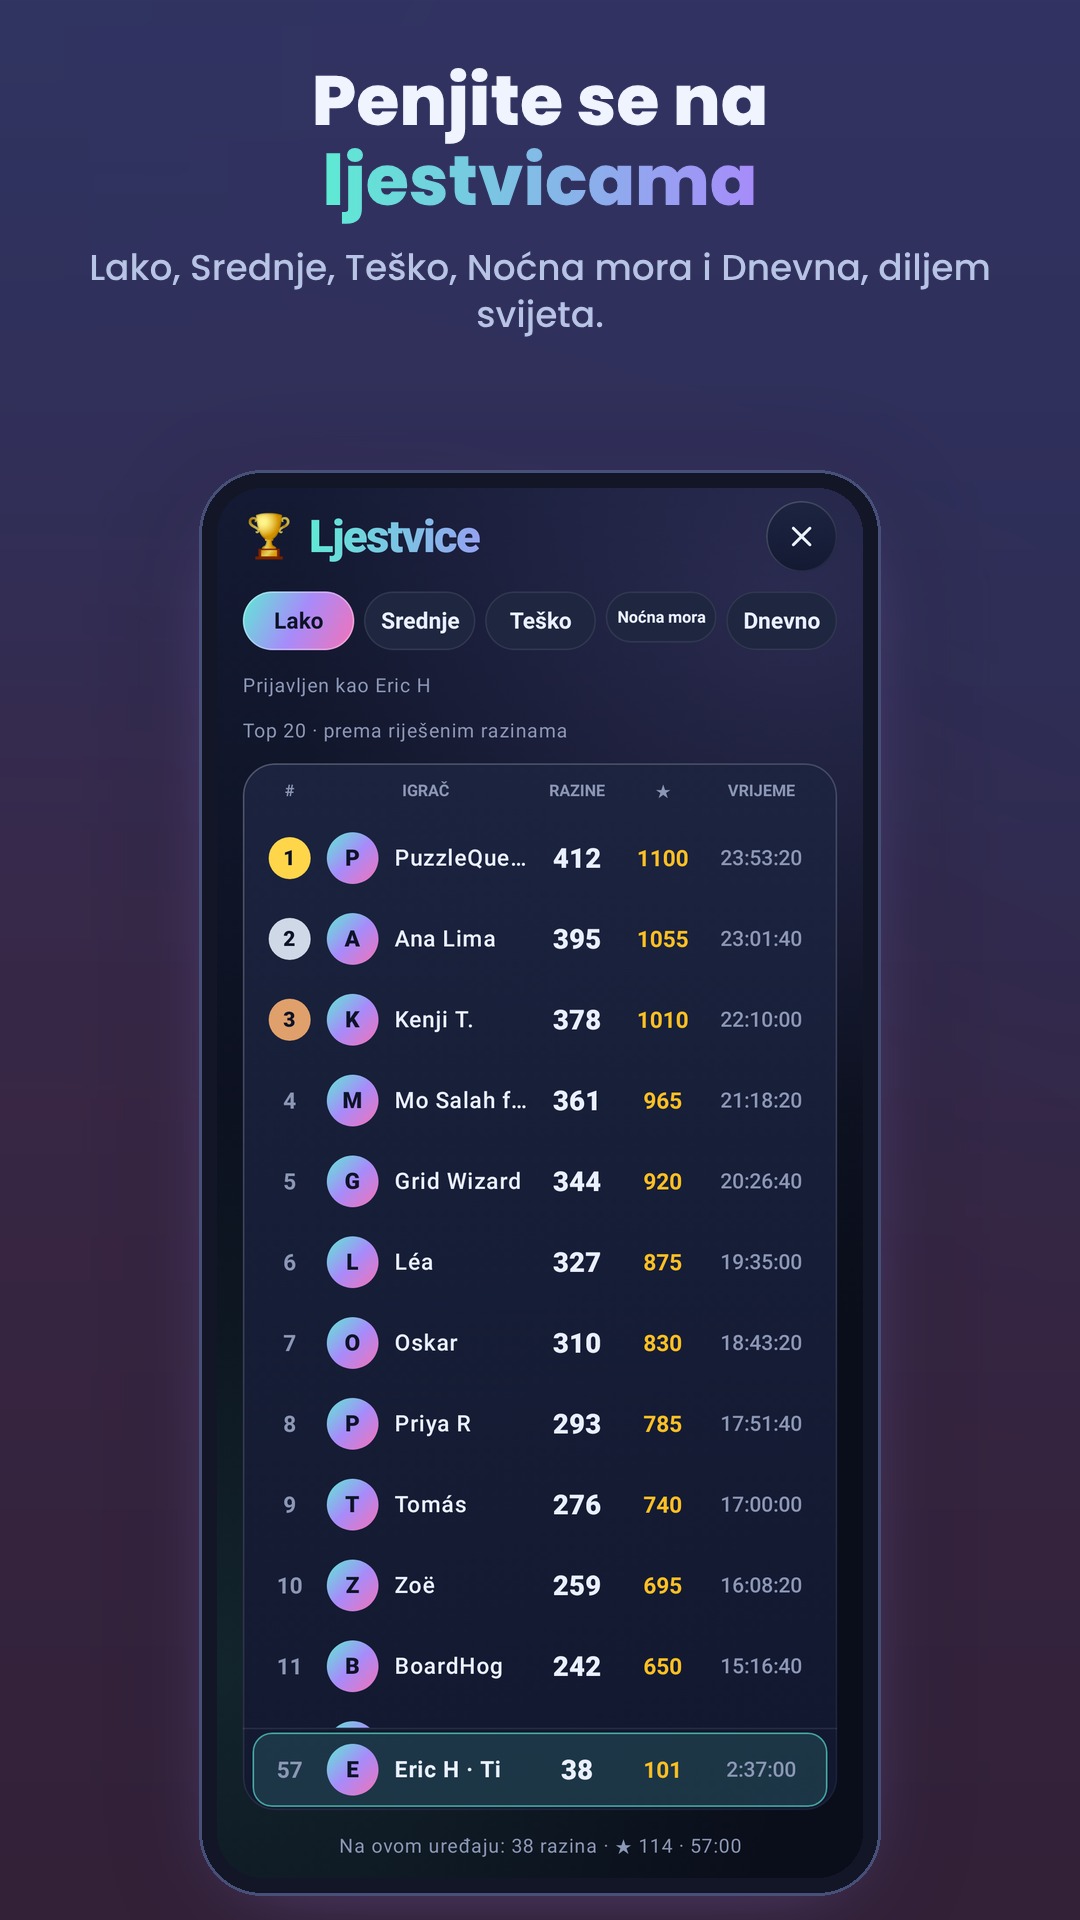 Penjite se na
ljestvicama
Lako, Srednje, Teško, Noćna mora i Dnevna, diljem
svijeta.
🏆 Ljestvice ✕
Lako Srednje Teško Noćna mora Dnevno
Prijavljen kao Eric H
Top 20 · prema riješenim razinama
# IGRAČ RAZINE ★ VRIJEME
1 P PuzzleQue... 412 1100 23:53:20
2 A Ana Lima 395 1055 23:01:40
3 K Kenji T. 378 1010 22:10:00
4 M Mo Salah f... 361 965 21:18:20
5 G Grid Wizard 344 920 20:26:40
6 L Léa 327 875 19:35:00
7 O Oskar 310 830 18:43:20
8 P Priya R 293 785 17:51:40
9 T Tomás 276 740 17:00:00
10 Z Zoë 259 695 16:08:20
11 B BoardHog 242 650 15:16:40
57 E Eric H · Ti 38 101 2:37:00
Na ovom uređaju: 38 razina · ★ 114 · 57:00